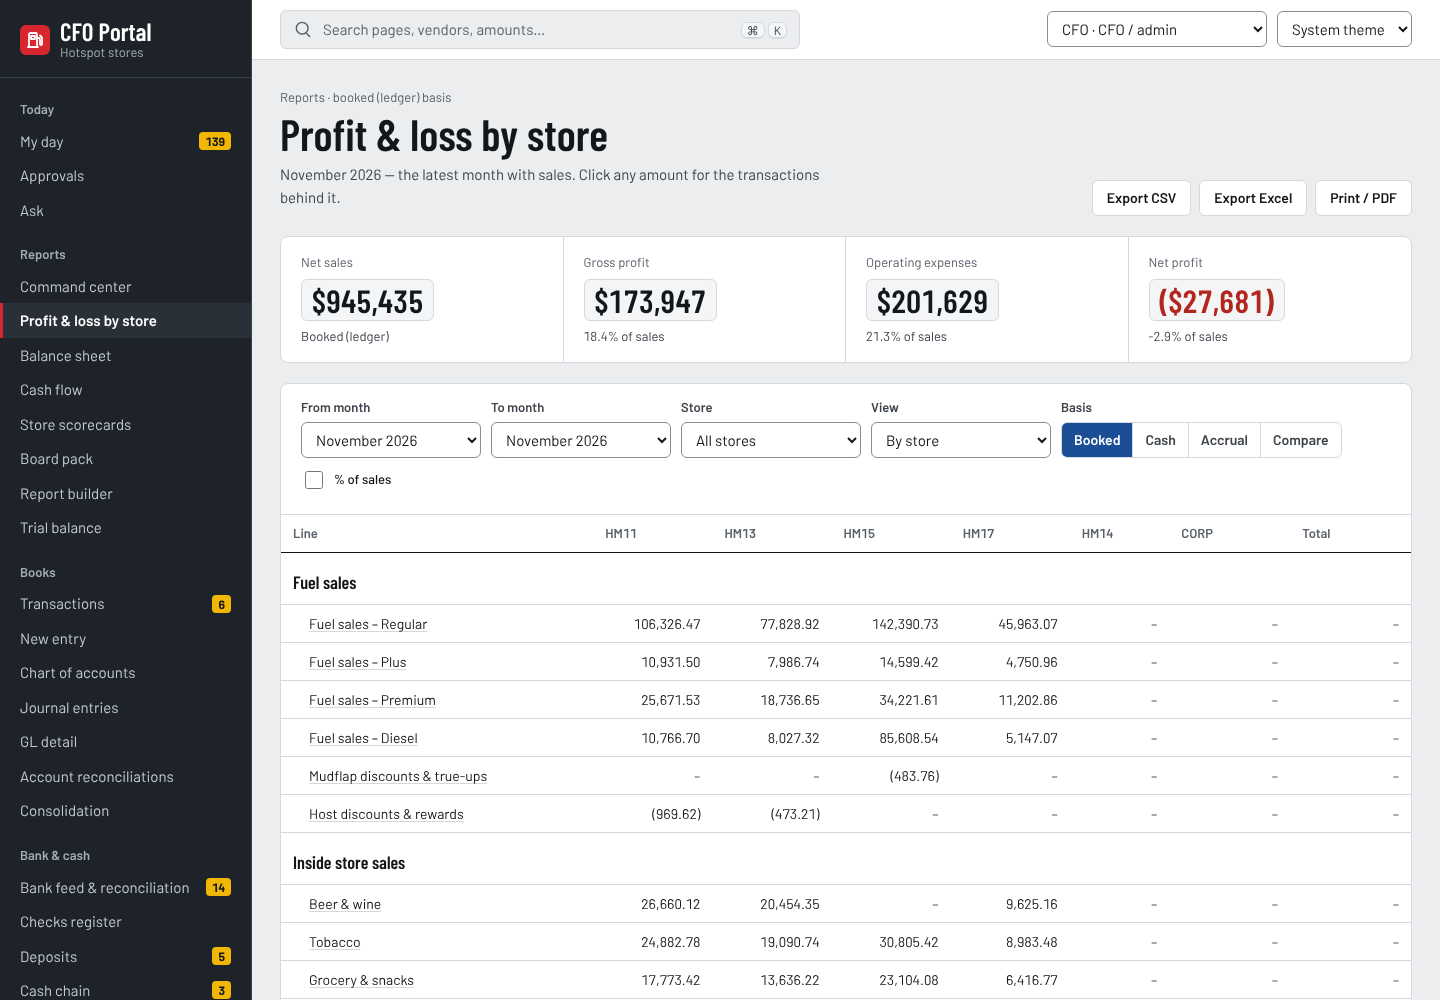 CFO Portal
Hotspot stores
Search pages, vendors, amounts...
⌘ K
CFO · CFO / admin
System theme
Today
My day 139
Approvals
Ask
Reports
Command center
Profit & loss by store
Balance sheet
Cash flow
Store scorecards
Board pack
Report builder
Trial balance
Books
Transactions 6
New entry
Chart of accounts
Journal entries
GL detail
Account reconciliations
Consolidation
Bank & cash
Bank feed & reconciliation 14
Checks register
Deposits 5
Cash chain 3
Reports · booked (ledger) basis
Profit & loss by store
November 2026 — the latest month with sales. Click any amount for the transactions
behind it.
Export CSV
Export Excel
Print / PDF
Net sales
$945,435
Booked (ledger)
Gross profit
$173,947
18.4% of sales
Operating expenses
$201,629
21.3% of sales
Net profit
($27,681)
-2.9% of sales
From month To month Store View Basis
November 2026 November 2026 All stores By store Booked Cash Accrual Compare
% of sales
Line HM11 HM13 HM15 HM17 HM14 CORP Total
Fuel sales
Fuel sales – Regular 106,326.47 77,828.92 142,390.73 45,963.07 – – –
Fuel sales – Plus 10,931.50 7,986.74 14,599.42 4,750.96 – – –
Fuel sales – Premium 25,671.53 18,736.65 34,221.61 11,202.86 – – –
Fuel sales – Diesel 10,766.70 8,027.32 85,608.54 5,147.07 – – –
Mudflap discounts & true-ups – – (483.76) – – – –
Host discounts & rewards (969.62) (473.21) – – – – –
Inside store sales
Beer & wine 26,660.12 20,454.35 – 9,625.16 – – –
Tobacco 24,882.78 19,090.74 30,805.42 8,983.48 – – –
Grocery & snacks 17,773.42 13,636.22 23,104.08 6,416.77 – – –